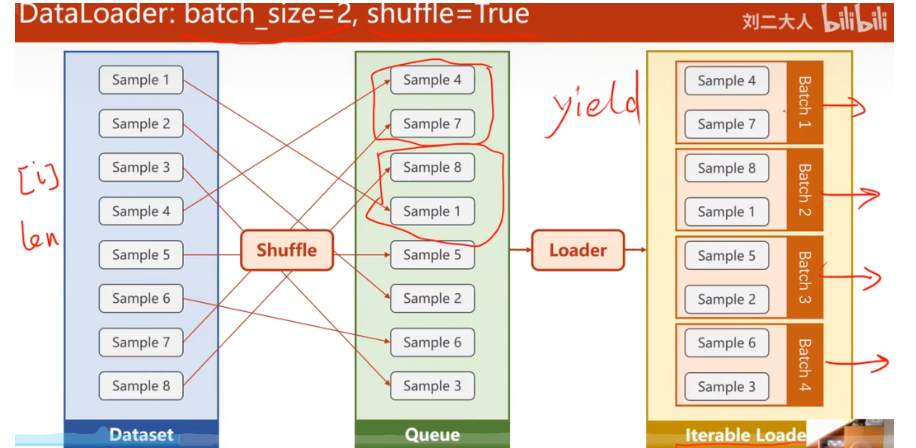 DataLoader: batch_size=2, shuffle=True
刘二大人 bilibili
Sample 1
Sample 2
Sample 3
Sample 4
Sample 5
Sample 6
Sample 7
Sample 8
Dataset
[i]
len
Shuffle
Sample 4
Sample 7
Sample 8
Sample 1
Sample 5
Sample 2
Sample 6
Sample 3
Queue
Loader
yield
Sample 4
Sample 7
Batch 1
Sample 8
Sample 1
Batch 2
Sample 5
Sample 2
Batch 3
Sample 6
Sample 3
Batch 4
Iterable Loade